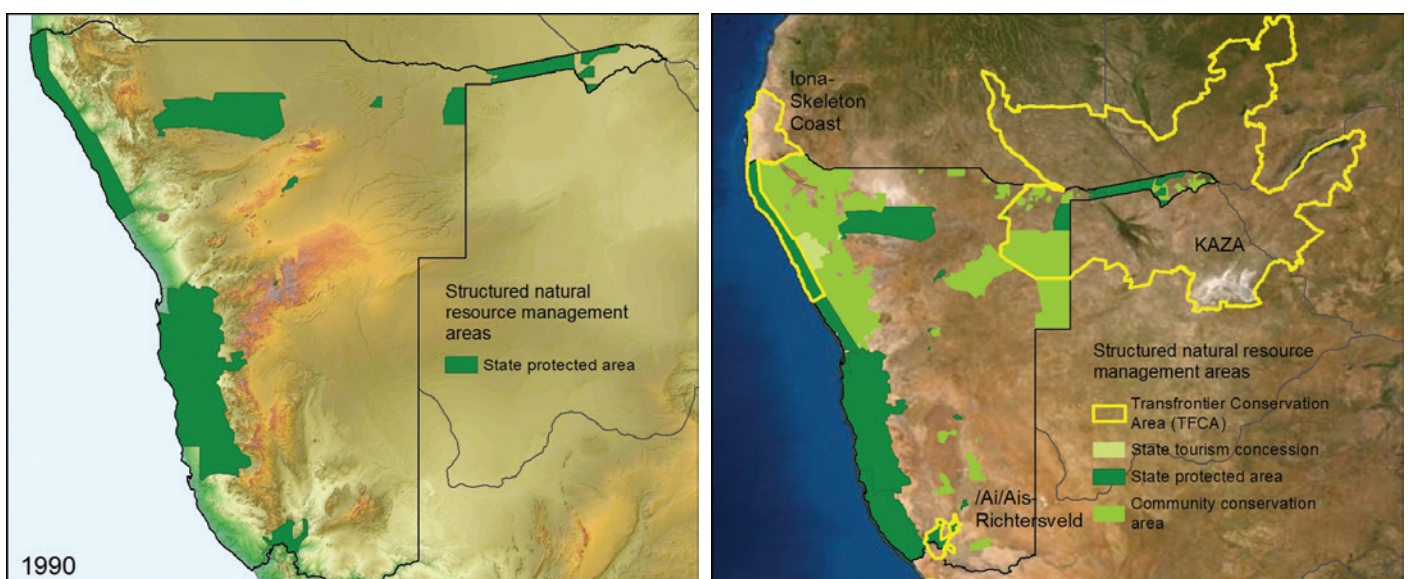 Structured natural
resource management
areas
State protected area
1990
Iona-
Skeleton
Coast
KAZA
Structured natural resource
management areas
Transfrontier Conservation
Area (TFCA)
State tourism concession
State protected area
Community conservation
area
/Ai/Ais-
Richtersveld